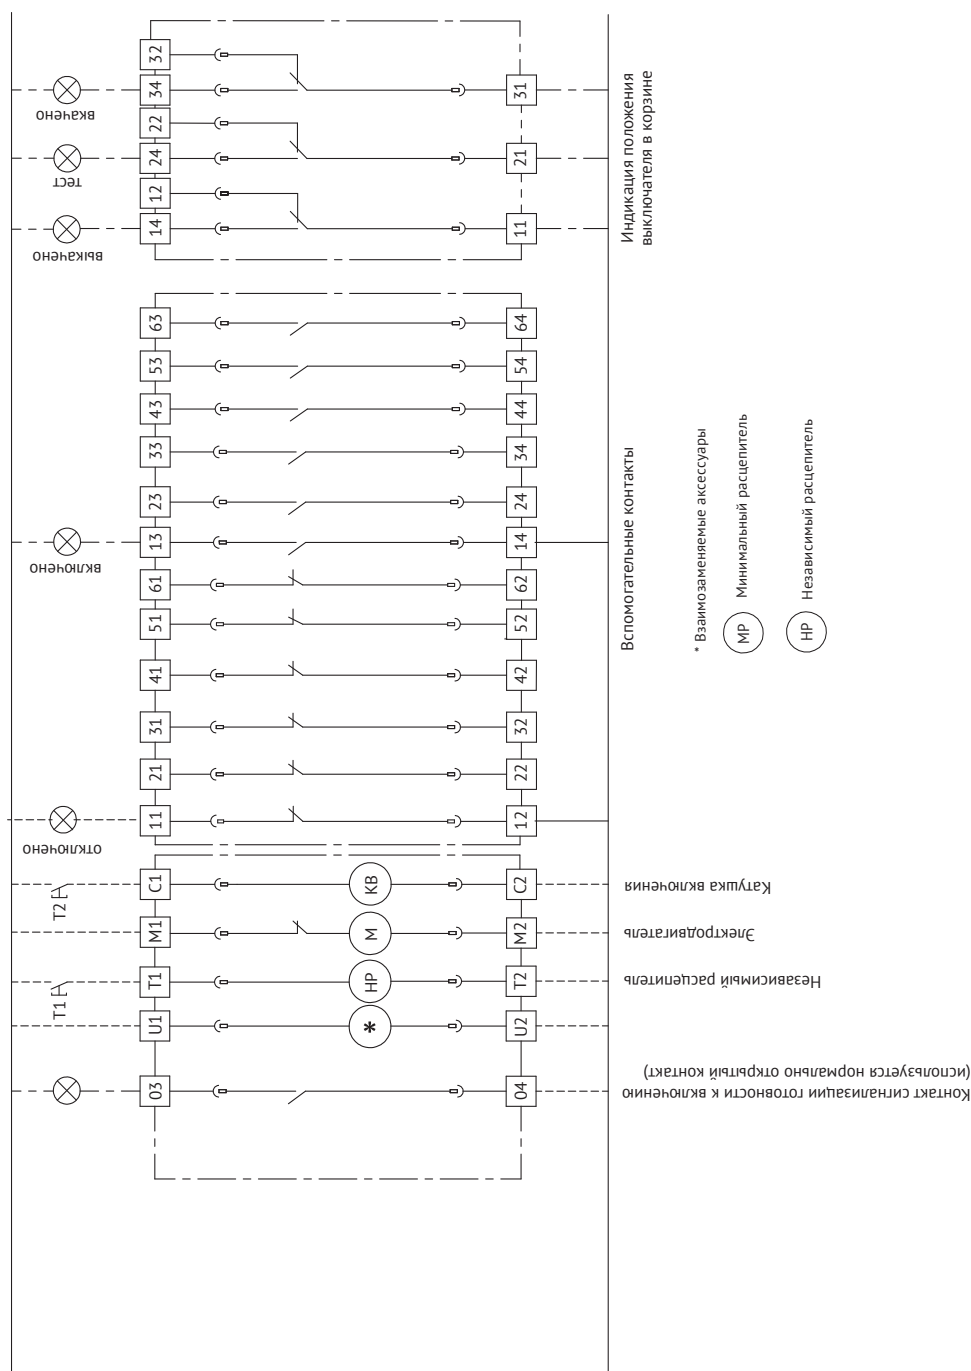 вкачено
тест
выкачено
включено
отключено
T2
T1
32
34
22
24
12
14
31
21
11
63
53
43
33
23
13
61
51
41
31
21
11
64
54
44
34
24
14
62
52
42
32
22
12
C1
M1
T1
U1
03
КВ
М
НР
*
C2
M2
T2
U2
04
Индикация положения
выключателя в корзине
Вспомогательные контакты
* Взаимозаменяемые аксессуары
МР
Минимальный расцепитель
НР
Независимый расцепитель
Катушка включения
Электродвигатель
Независимый расцепитель
Контакт сигнализации готовности к включению
(используется нормально открытый контакт)